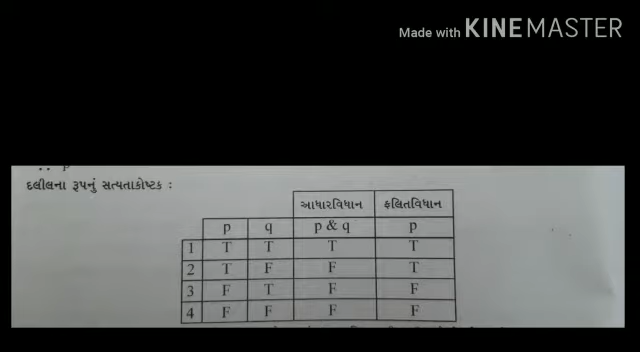 Made with KINEMASTER
∴ p
દલીલના રૂપનું સત્યતાકોષ્ટક :
આધારવિધાન ફલિતવિધાન
p q p & q p
1 T T T T
2 T F F T
3 F T F F
4 F F F F